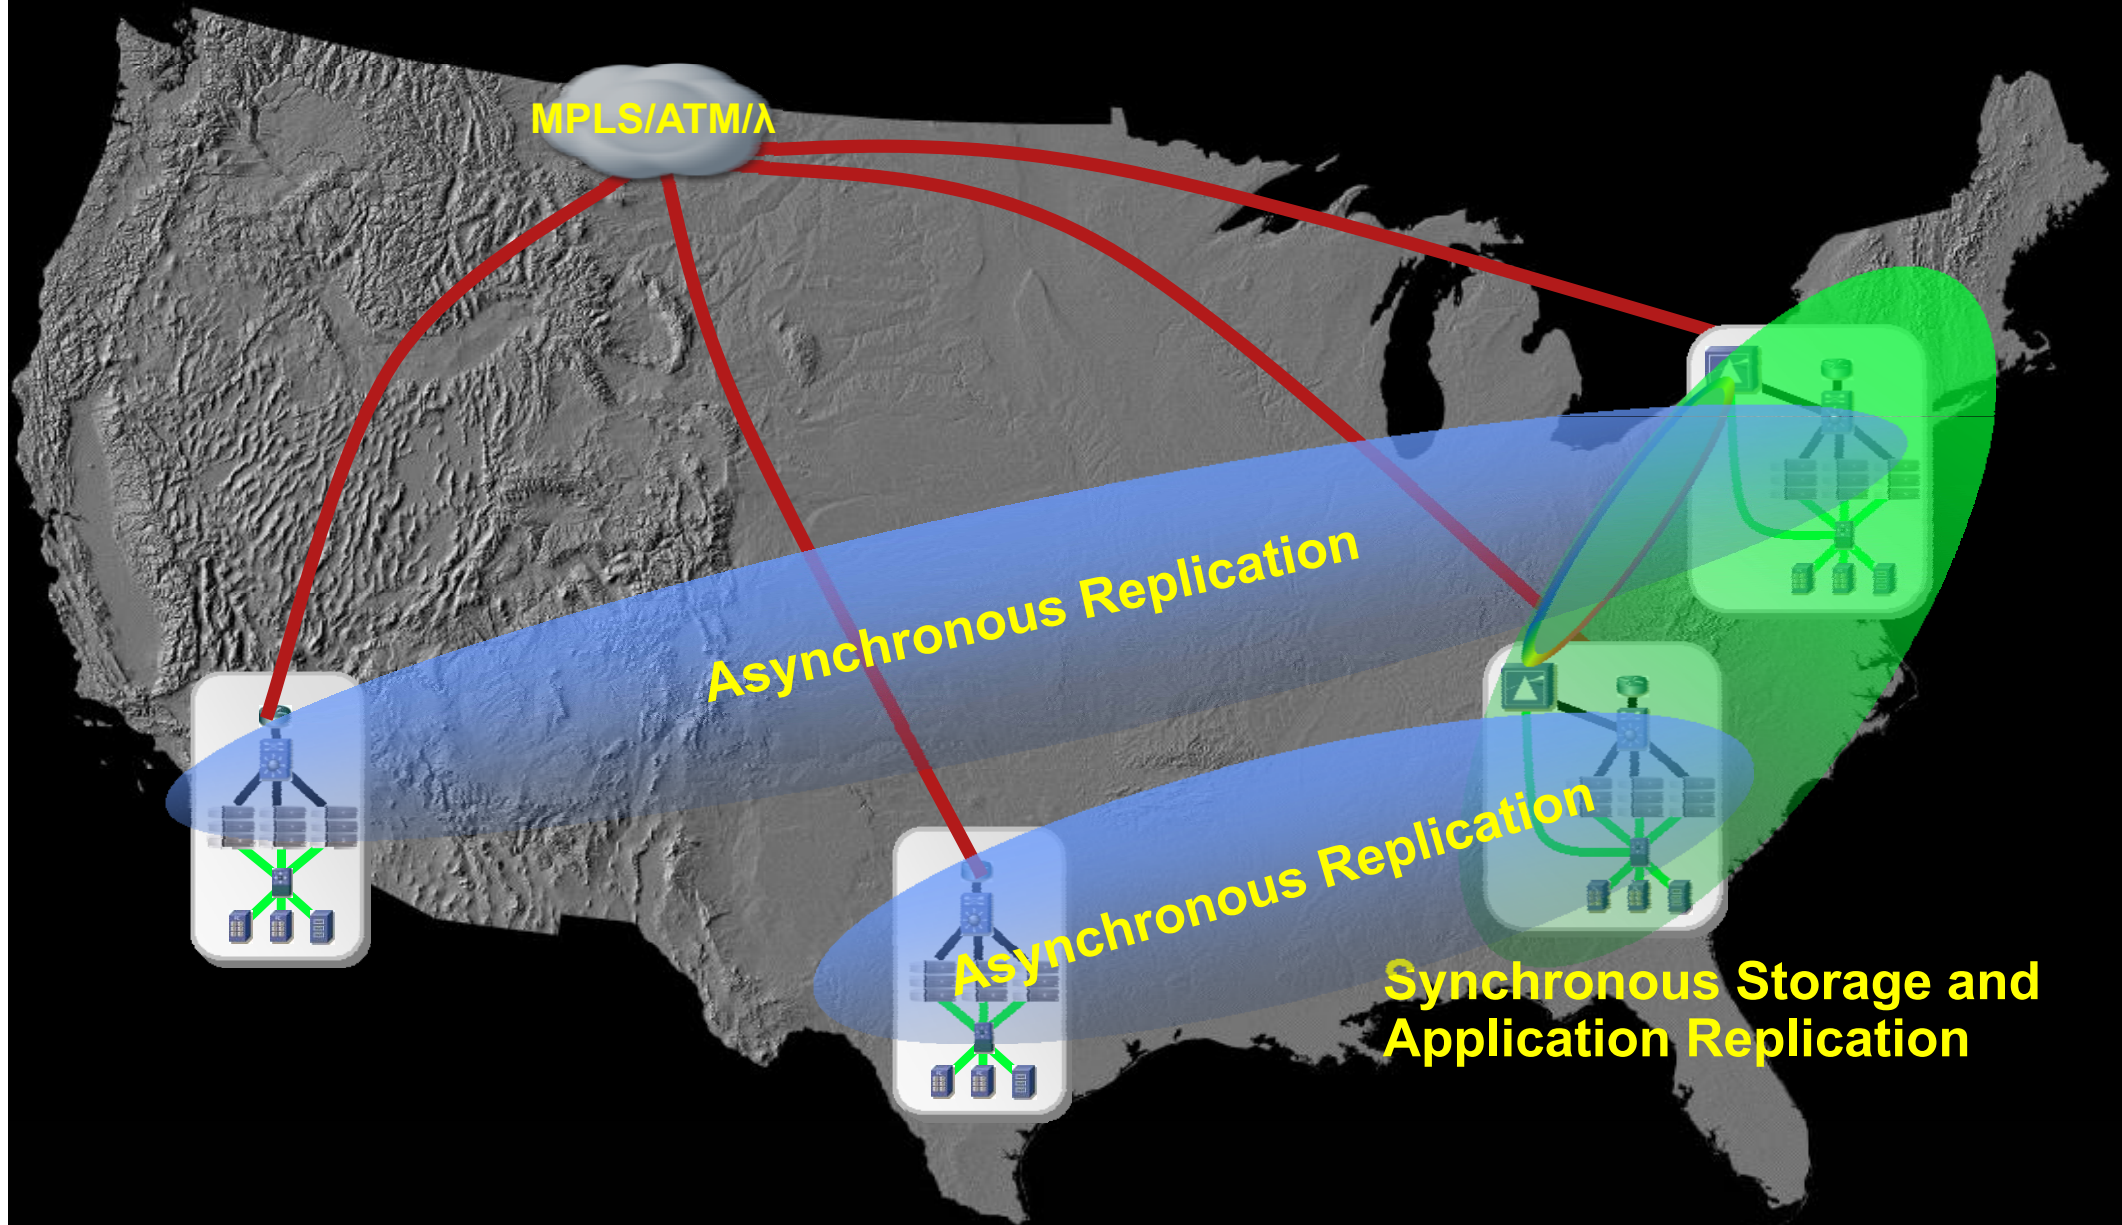 MPLS/ATM/λ
Asynchronous Replication
Asynchronous Replication
Synchronous Storage and
Application Replication